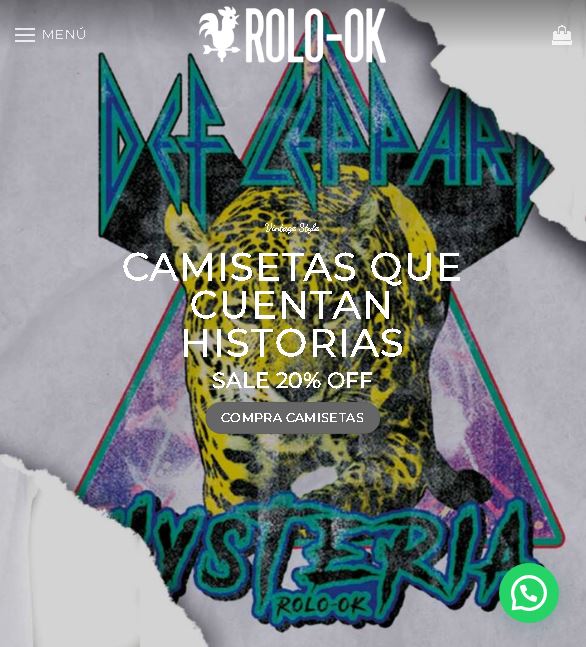 MENÚ
ROLO-OK
DEF LEPPARD
Vintage Style
CAMISETAS QUE
CUENTAN
HISTORIAS
SALE 20% OFF
COMPRA CAMISETAS
HYSTERIA
ROLO-OK